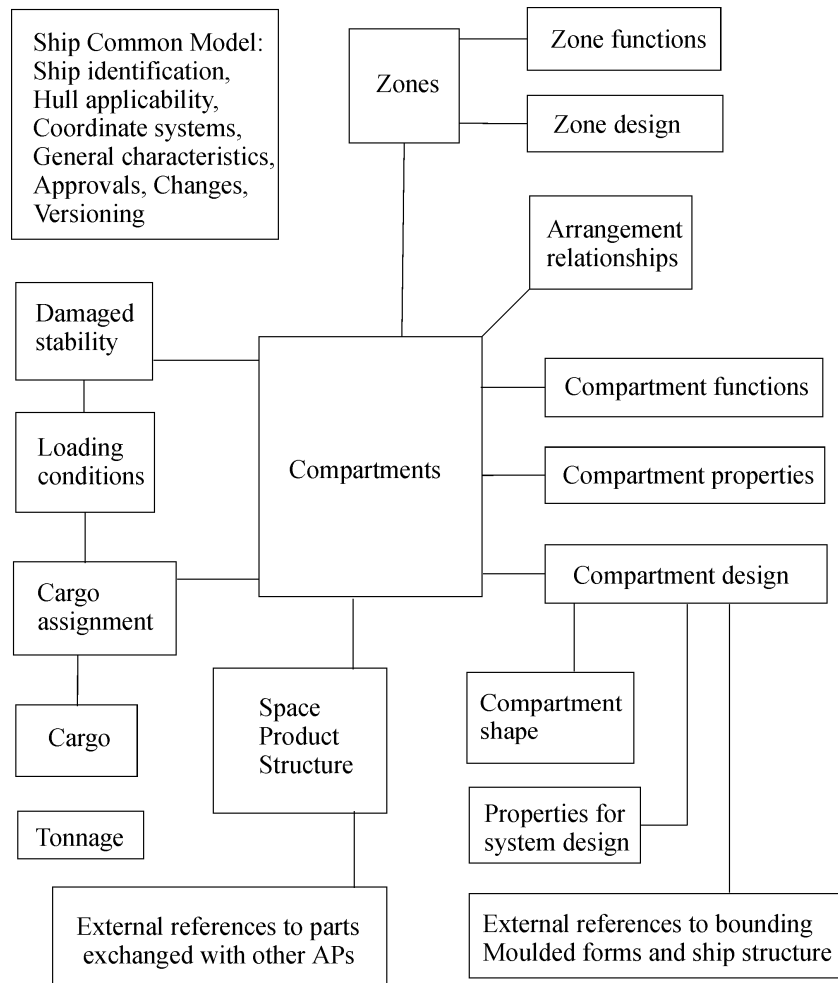 Ship Common Model:
Ship identification,
Hull applicability,
Coordinate systems,
General characteristics,
Approvals, Changes,
Versioning
Zones
Zone functions
Zone design
Arrangement
relationships
Damaged
stability
Loading
conditions
Cargo
assignment
Cargo
Tonnage
Compartments
Compartment functions
Compartment properties
Compartment design
Compartment
shape
Properties for
system design
Space
Product
Structure
External references to parts
exchanged with other APs
External references to bounding
Moulded forms and ship structure